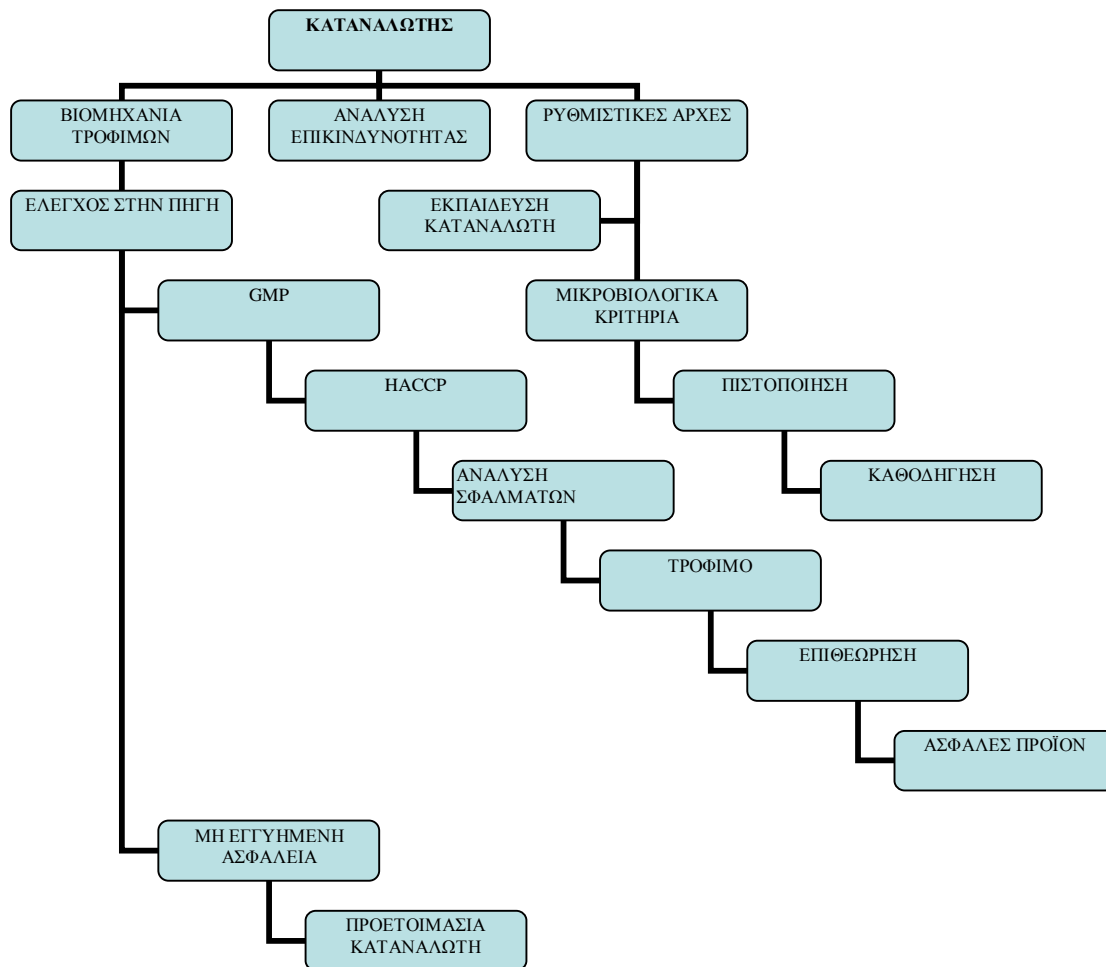 ΚΑΤΑΝΑΛΩΤΗΣ
ΒΙΟΜΗΧΑΝΙΑ
ΤΡΟΦΙΜΩΝ
ΑΝΑΛΥΣΗ
ΕΠΙΚΙΝΔΥΝΟΤΗΤΑΣ
ΡΥΘΜΙΣΤΙΚΕΣ ΑΡΧΕΣ
ΕΛΕΓΧΟΣ ΣΤΗΝ ΠΗΓΗ
ΕΚΠΑΙΔΕΥΣΗ
ΚΑΤΑΝΑΛΩΤΗ
GMP
ΜΙΚΡΟΒΙΟΛΟΓΙΚΑ
ΚΡΙΤΗΡΙΑ
HACCP
ΠΙΣΤΟΠΟΙΗΣΗ
ΑΝΑΛΥΣΗ
ΣΦΑΛΜΑΤΩΝ
ΚΑΘΟΔΗΓΗΣΗ
ΤΡΟΦΙΜΟ
ΕΠΙΘΕΩΡΗΣΗ
ΑΣΦΑΛΕΣ ΠΡΟΪΟΝ
ΜΗ ΕΓΓΥΗΜΕΝΗ
ΑΣΦΑΛΕΙΑ
ΠΡΟΕΤΟΙΜΑΣΙΑ
ΚΑΤΑΝΑΛΩΤΗ